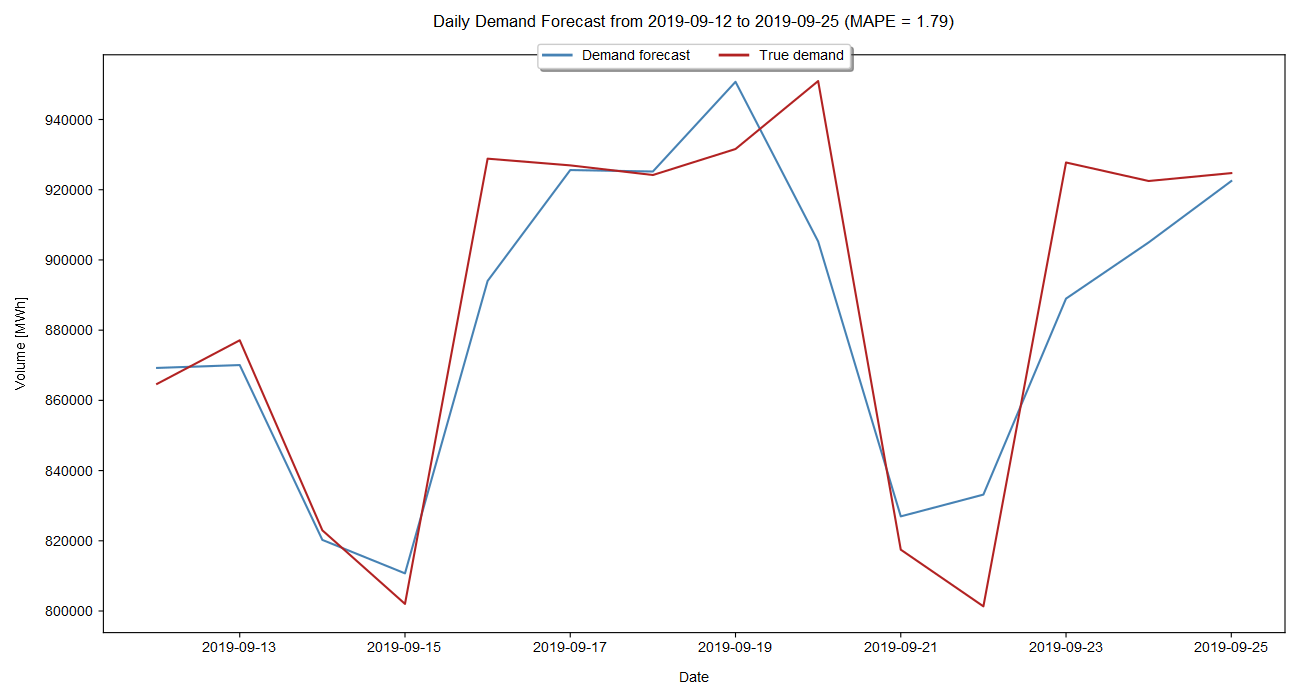 Daily Demand Forecast from 2019-09-12 to 2019-09-25 (MAPE = 1.79)
Demand forecast True demand
940000
920000
900000
880000
860000
840000
820000
800000
Volume [MWh]
2019-09-13 2019-09-15 2019-09-17 2019-09-19 2019-09-21 2019-09-23 2019-09-25
Date